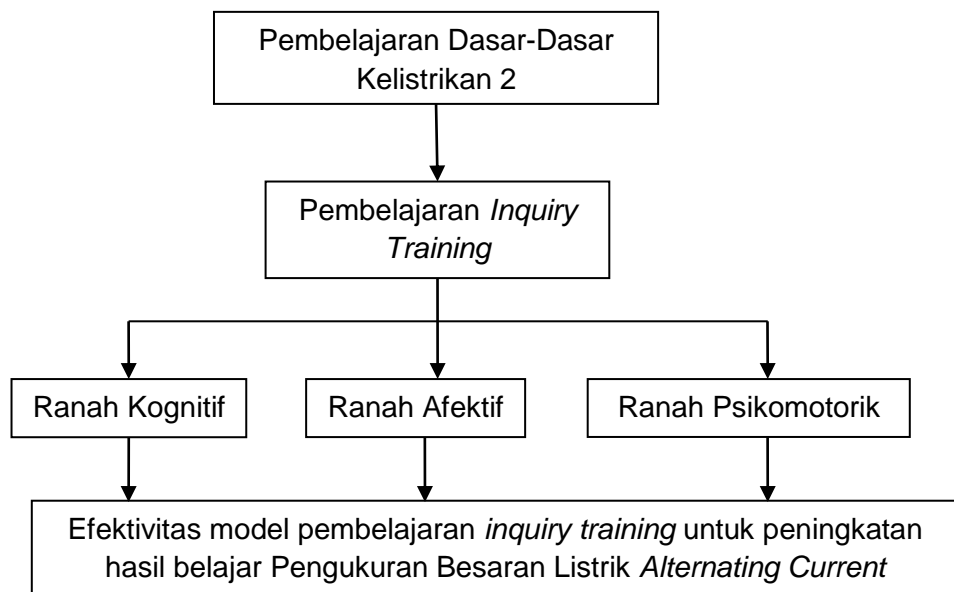 Pembelajaran Dasar-Dasar
Kelistrikan 2
Pembelajaran Inquiry
Training
Ranah Kognitif
Ranah Afektif
Ranah Psikomotorik
Efektivitas model pembelajaran inquiry training untuk peningkatan
hasil belajar Pengukuran Besaran Listrik Alternating Current